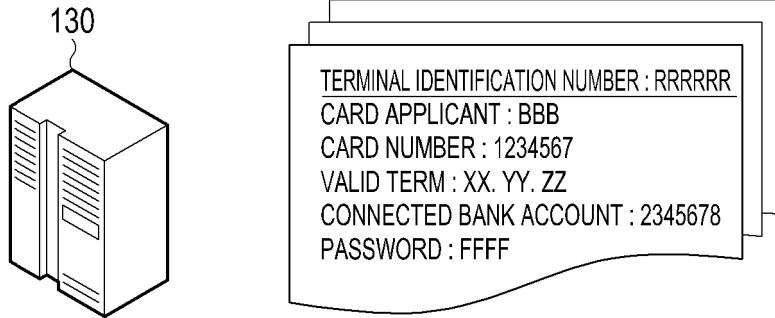 130
TERMINAL IDENTIFICATION NUMBER : RRRRRR
CARD APPLICANT : BBB
CARD NUMBER : 1234567
VALID TERM : XX. YY. ZZ
CONNECTED BANK ACCOUNT : 2345678
PASSWORD : FFFF